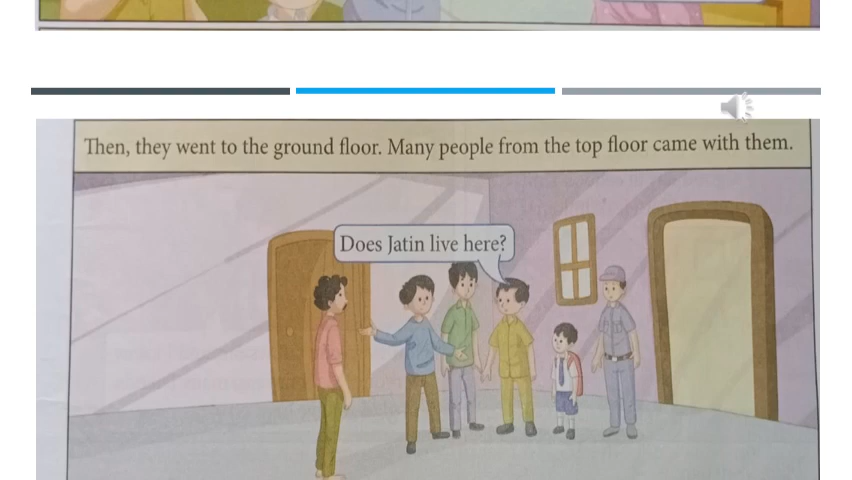 Then, they went to the ground floor. Many people from the top floor came with them.
Does Jatin live here?